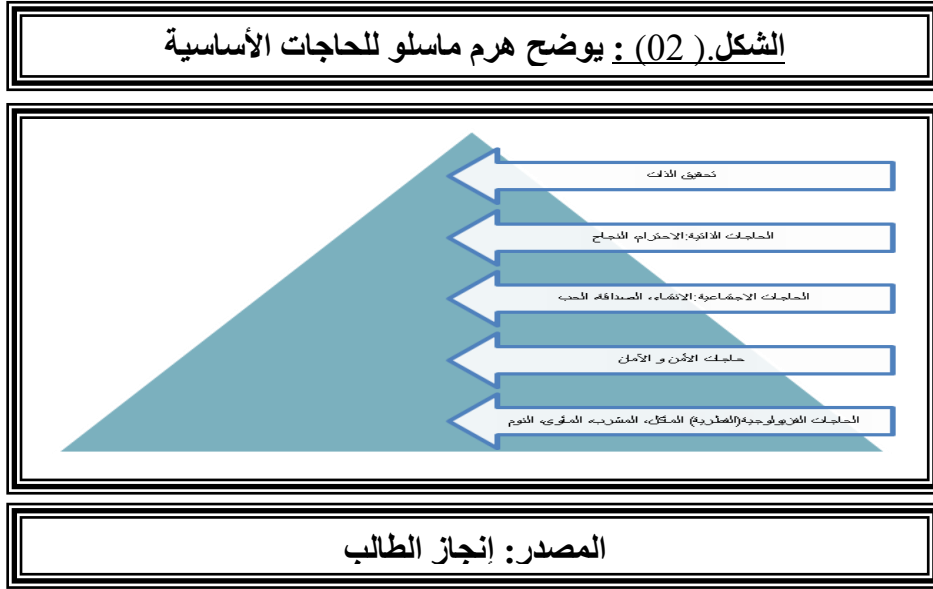 الشكل.( 02) : يوضح هرم ماسلو للحاجات الأساسية
تحقيق الذات
الحاجات الذاتية:الاحترام، النجاح
الحاجات الاجتماعية:الانتماء، الصداقة، الحب
حاجات الأمن و الأمان
الحاجات الفزيولوجية(الفطرية) المأكل، المشرب، المأوى، النوم
المصدر: إنجاز الطالب